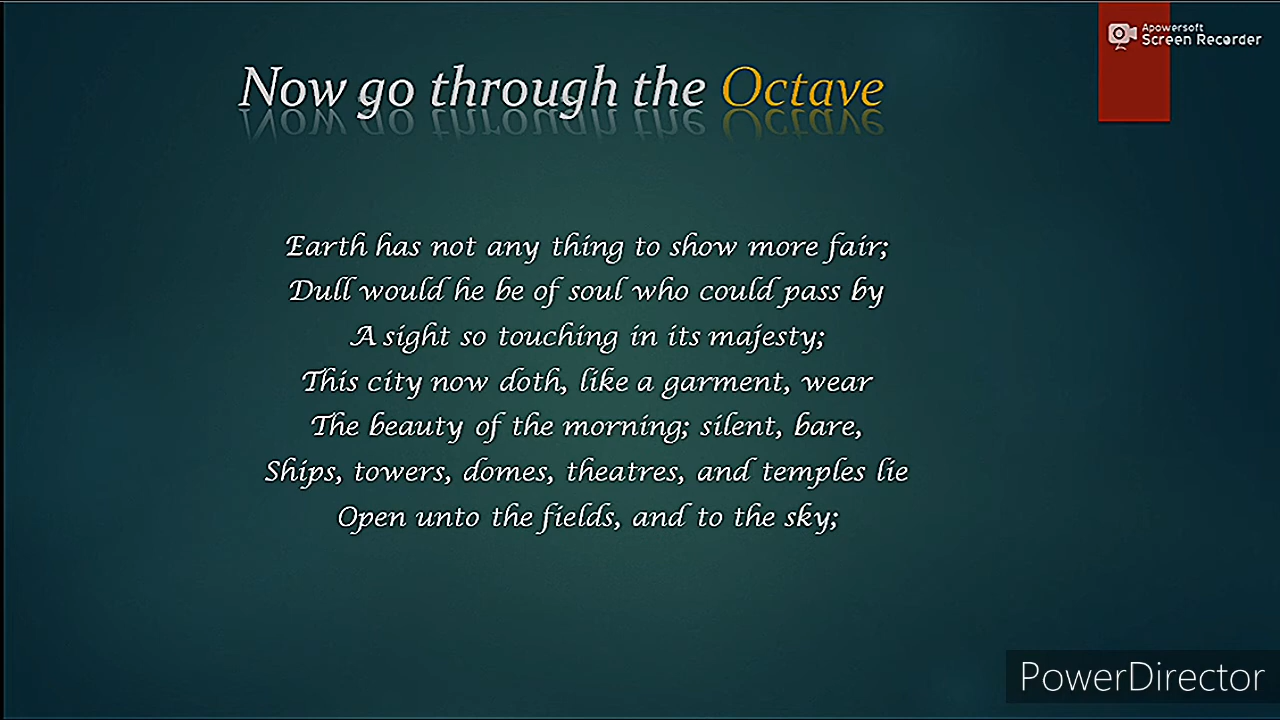 Apowersoft
Screen Recorder
Now go through the Octave
Earth has not any thing to show more fair;
Dull would he be of soul who could pass by
A sight so touching in its majesty;
This city now doth, like a garment, wear
The beauty of the morning; silent, bare,
Ships, towers, domes, theatres, and temples lie
Open unto the fields, and to the sky;
PowerDirector